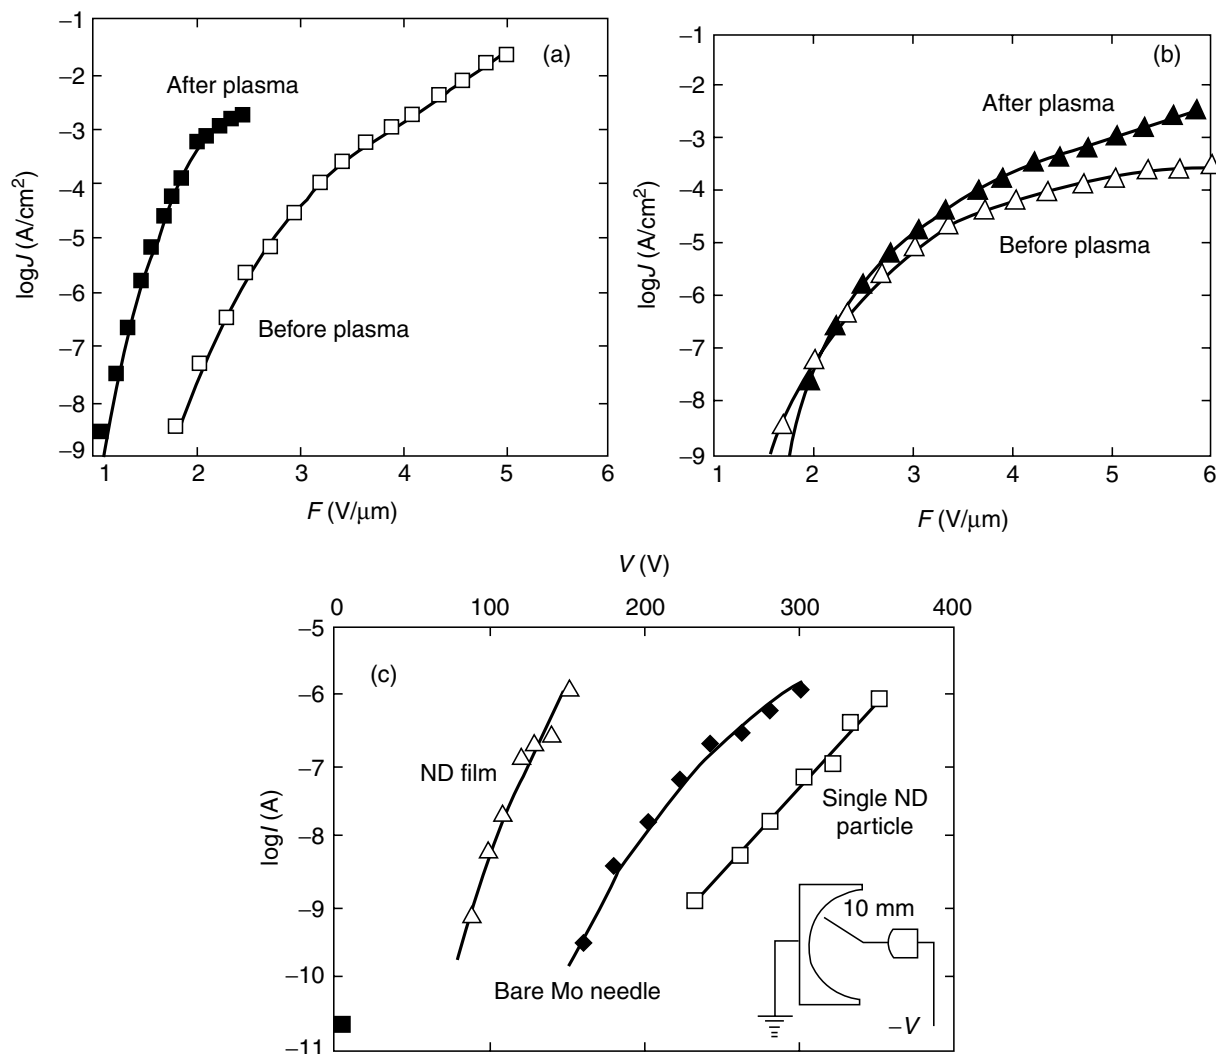 (a)
After plasma
Before plasma
logJ (A/cm²)
−1
−2
−3
−4
−5
−6
−7
−8
−9
1 2 3 4 5 6
F (V/μm)
(b)
After plasma
Before plasma
logJ (A/cm²)
−1
−2
−3
−4
−5
−6
−7
−8
−9
1 2 3 4 5 6
F (V/μm)
V (V)
0 100 200 300 400
(c)
logI (A)
−5
−6
−7
−8
−9
−10
−11
ND film
Single ND
particle
Bare Mo needle
10 mm
−V